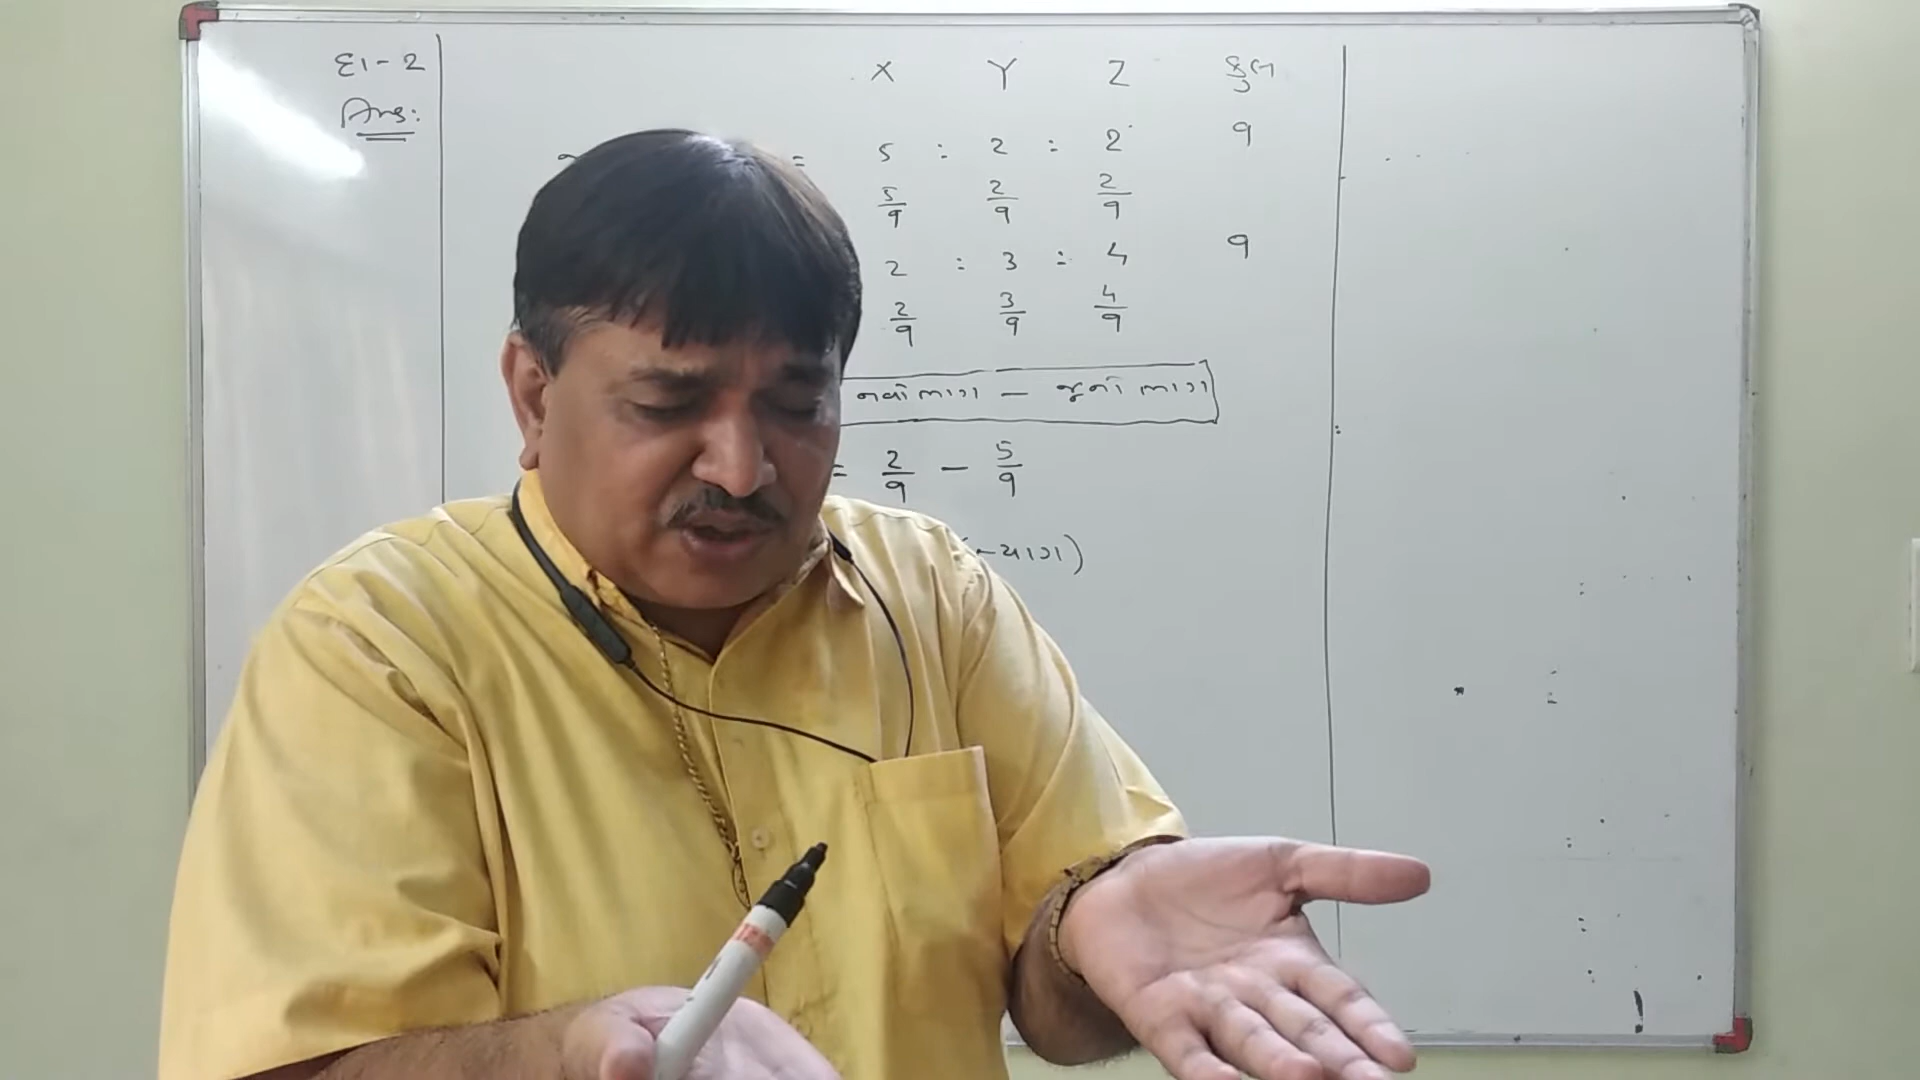 દા-2 X Y Z કુલ
Ans:
= 5 : 2 : 2 9
5/9 2/9 2/9
2 : 3 : 4 9
2/9 3/9 4/9
નવો ભાગ - જૂનો ભાગ
= 2/9 - 5/9
ત્યાગ)